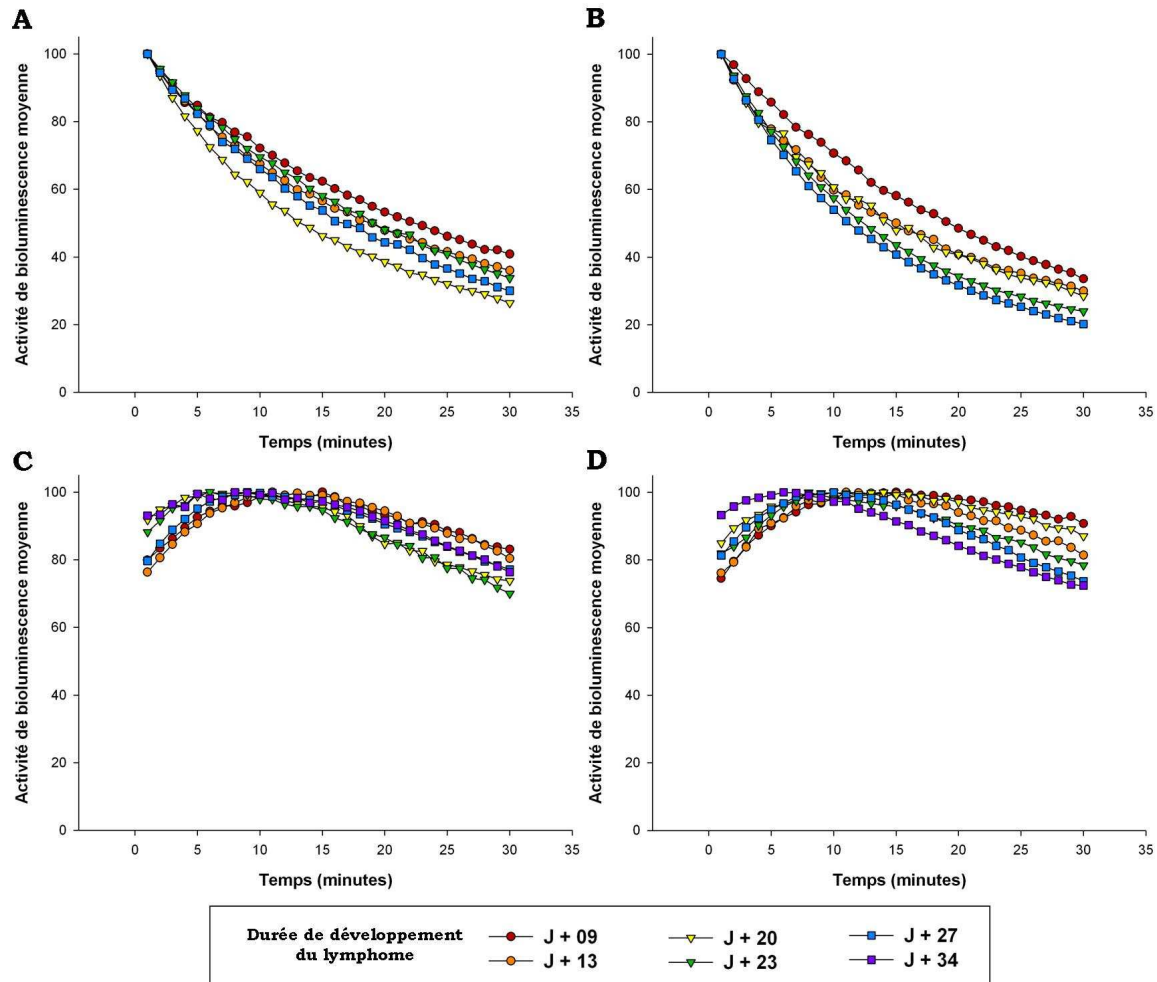 A
Activité de bioluminescence moyenne
100
80
60
40
20
0
0 5 10 15 20 25 30 35
Temps (minutes)
B
Activité de bioluminescence moyenne
100
80
60
40
20
0
0 5 10 15 20 25 30 35
Temps (minutes)
C
Activité de bioluminescence moyenne
100
80
60
40
20
0
0 5 10 15 20 25 30 35
Temps (minutes)
D
Activité de bioluminescence moyenne
100
80
60
40
20
0
0 5 10 15 20 25 30 35
Temps (minutes)
Durée de développement
du lymphome
J + 09
J + 13
J + 20
J + 23
J + 27
J + 34